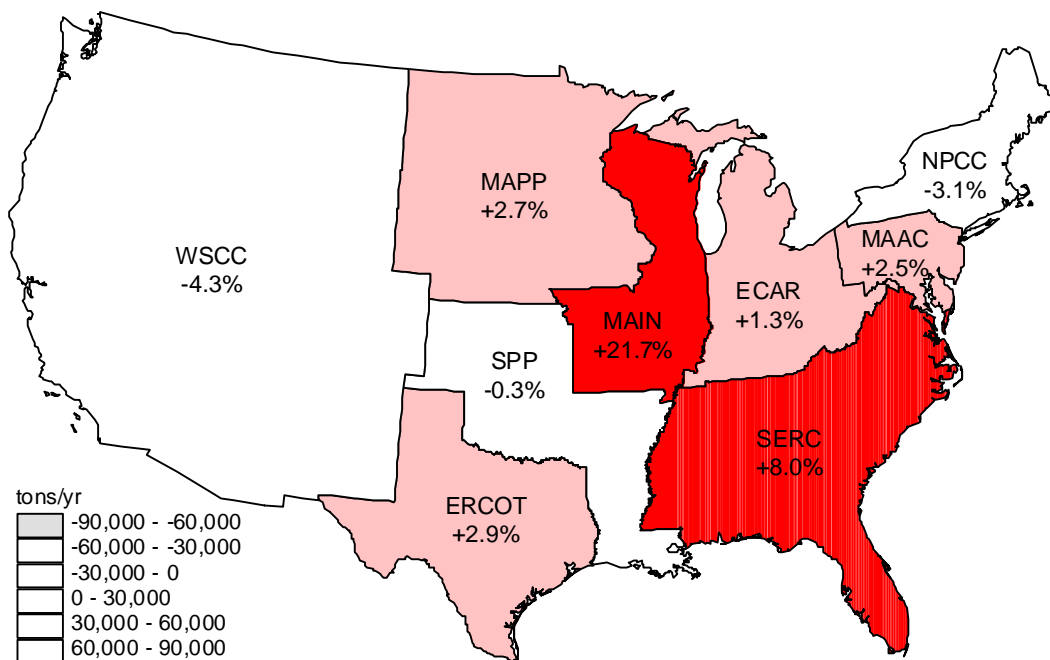 NPCC
-3.1%
MAPP
+2.7%
MAAC
+2.5%
WSCC
-4.3%
ECAR
+1.3%
MAIN
+21.7%
SPP
-0.3%
SERC
+8.0%
ERCOT
+2.9%
tons/yr
-90,000 - -60,000
-60,000 - -30,000
-30,000 - 0
0 - 30,000
30,000 - 60,000
60,000 - 90,000